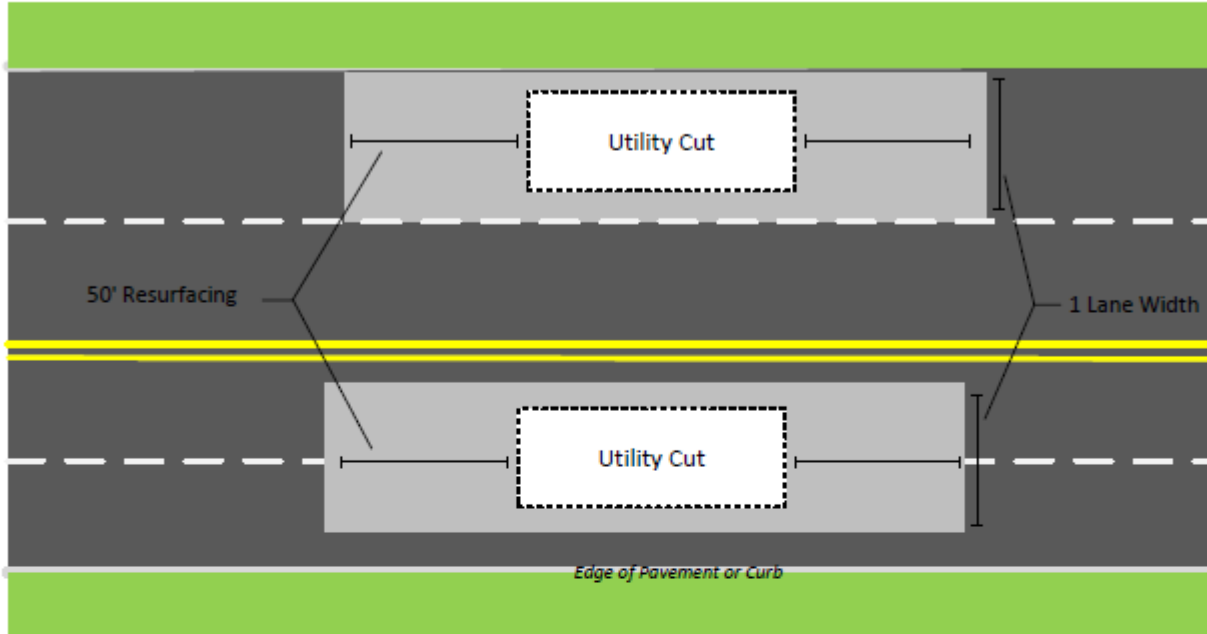 Utility Cut
50' Resurfacing
1 Lane Width
Utility Cut
Edge of Pavement or Curb